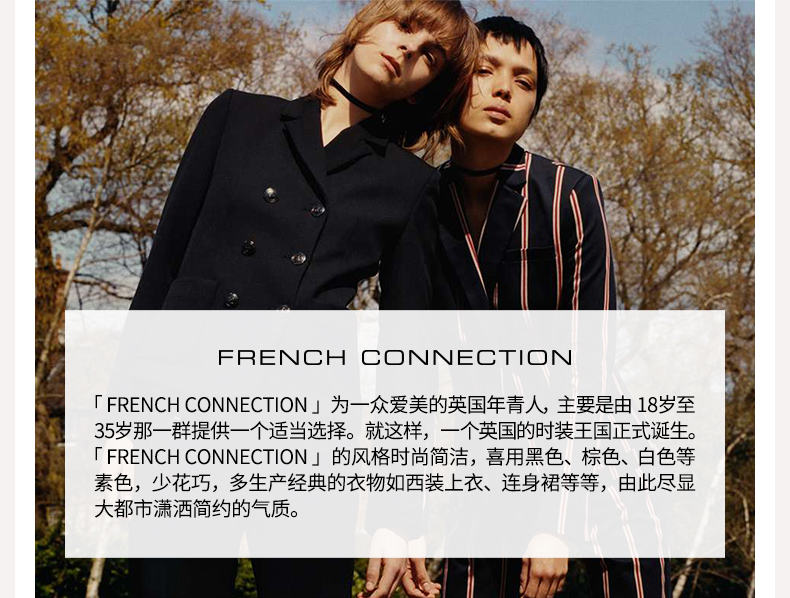 FRENCH CONNECTION
「 FRENCH CONNECTION 」为一众爱美的英国年青人，主要是由 18岁至
35岁那一群提供一个适当选择。就这样，一个英国的时装王国正式诞生。
「 FRENCH CONNECTION 」的风格时尚简洁，喜用黑色、棕色、白色等
素色，少花巧，多生产经典的衣物如西装上衣、连身裙等等，由此尽显
大都市潇洒简约的气质。